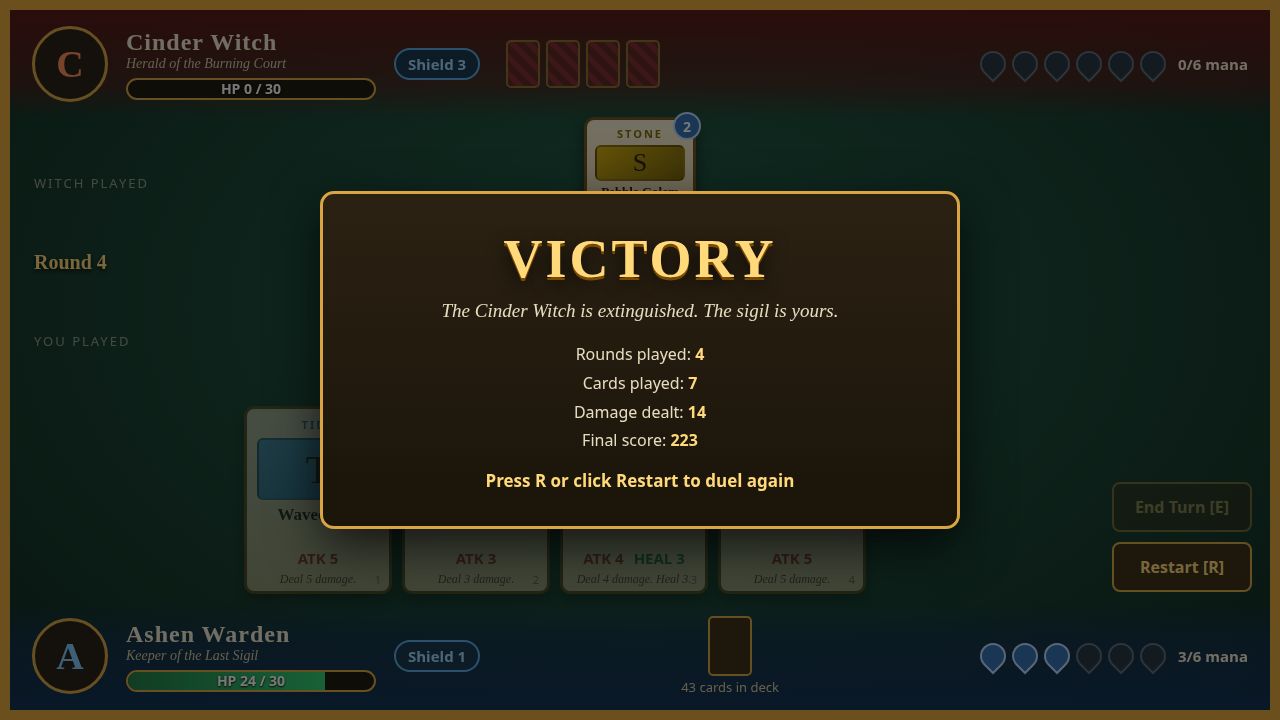 C
Cinder Witch
Herald of the Burning Court
HP 0 / 30
Shield 3
0/6 mana
STONE
2
S
WITCH PLAYED
Round 4
YOU PLAYED
VICTORY
The Cinder Witch is extinguished. The sigil is yours.
Rounds played: 4
Cards played: 7
Damage dealt: 14
Final score: 223
Press R or click Restart to duel again
ATK 5
Deal 5 damage.
1
ATK 3
Deal 3 damage.
2
ATK 4 HEAL 3
Deal 4 damage. Heal 3.
3
ATK 5
Deal 5 damage.
4
End Turn [E]
Restart [R]
A
Ashen Warden
Keeper of the Last Sigil
HP 24 / 30
Shield 1
43 cards in deck
3/6 mana